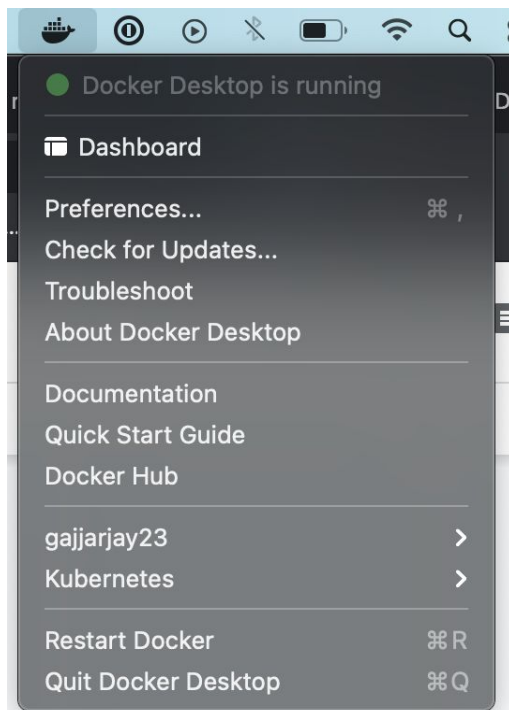 Docker Desktop is running
Dashboard
Preferences... ⌘ ,
Check for Updates...
Troubleshoot
About Docker Desktop
Documentation
Quick Start Guide
Docker Hub
gajjarjay23
Kubernetes
Restart Docker ⌘R
Quit Docker Desktop ⌘Q